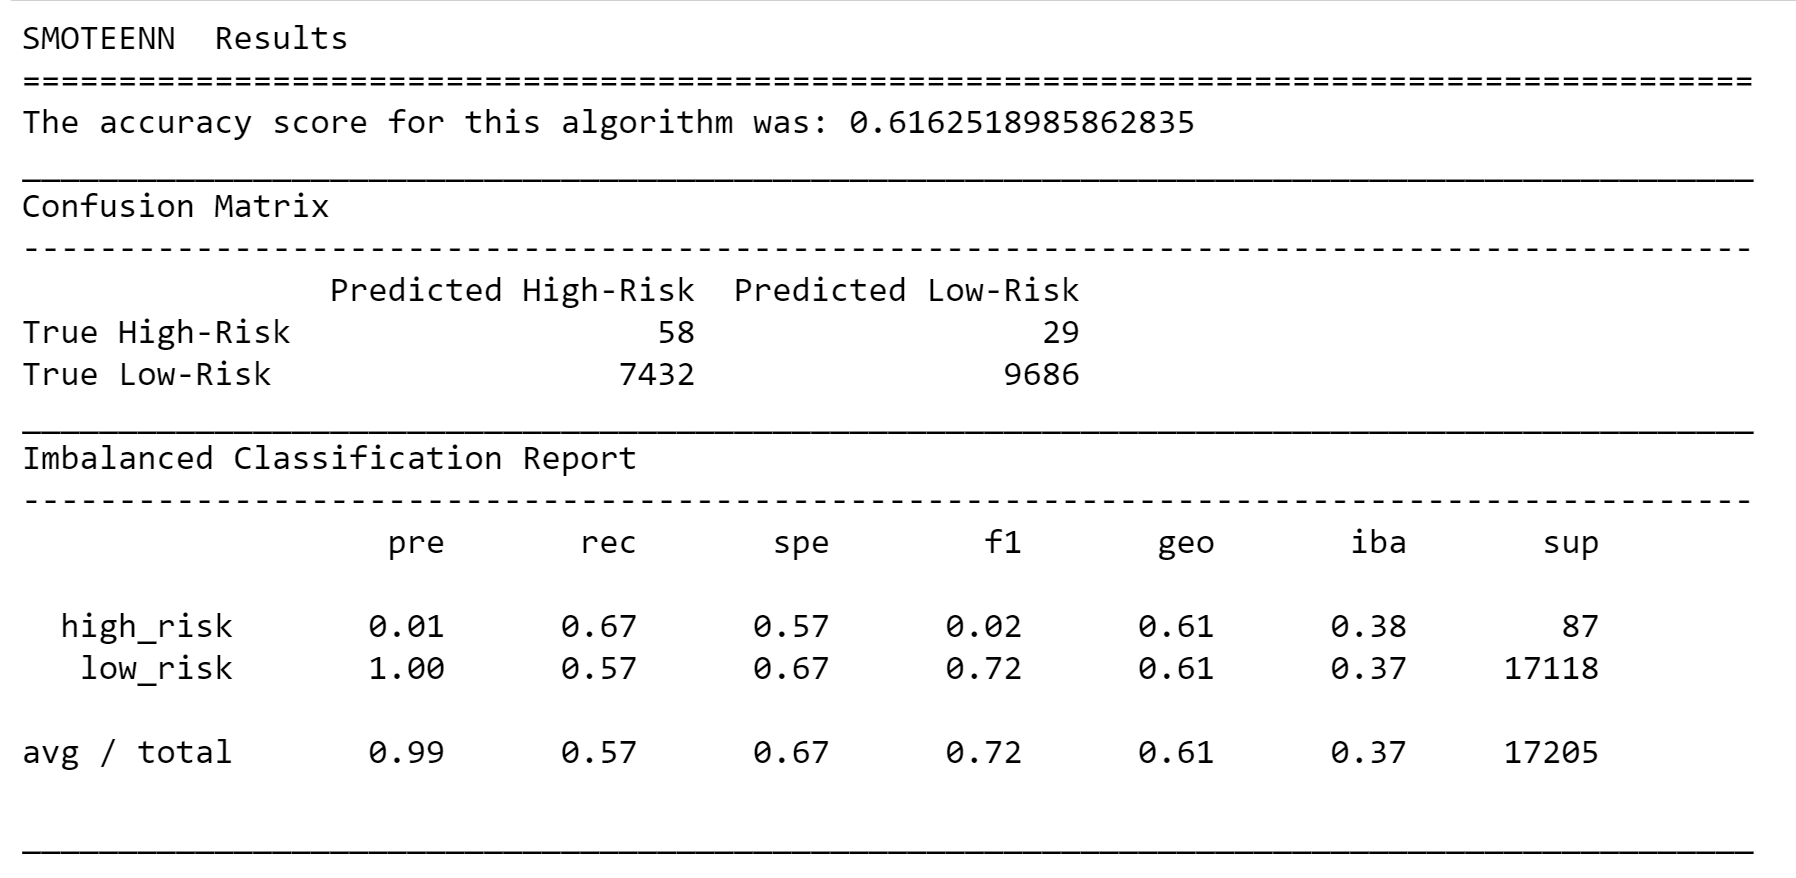 SMOTEENN  Results
==========================================================================================
The accuracy score for this algorithm was: 0.6162518985862835
__________________________________________________________________________________________
Confusion Matrix
------------------------------------------------------------------------------------------
                Predicted High-Risk  Predicted Low-Risk
True High-Risk                   58                  29
True Low-Risk                  7432                9686
__________________________________________________________________________________________
Imbalanced Classification Report
------------------------------------------------------------------------------------------
                   pre       rec       spe        f1       geo       iba       sup
  high_risk       0.01      0.67      0.57      0.02      0.61      0.38        87
   low_risk       1.00      0.57      0.67      0.72      0.61      0.37     17118
avg / total       0.99      0.57      0.67      0.72      0.61      0.37     17205
__________________________________________________________________________________________